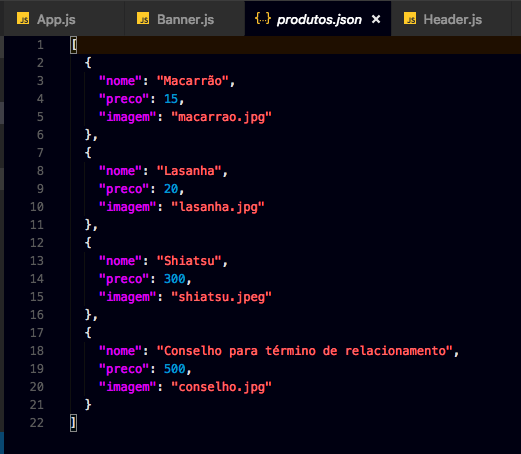 JS App.js JS Banner.js {..} produtos.json × JS Header.js
1 [
2 {
3 "nome": "Macarrão",
4 "preco": 15,
5 "imagem": "macarrao.jpg"
6 },
7 {
8 "nome": "Lasanha",
9 "preco": 20,
10 "imagem": "lasanha.jpg"
11 },
12 {
13 "nome": "Shiatsu",
14 "preco": 300,
15 "imagem": "shiatsu.jpeg"
16 },
17 {
18 "nome": "Conselho para término de relacionamento",
19 "preco": 500,
20 "imagem": "conselho.jpg"
21 }
22 ]